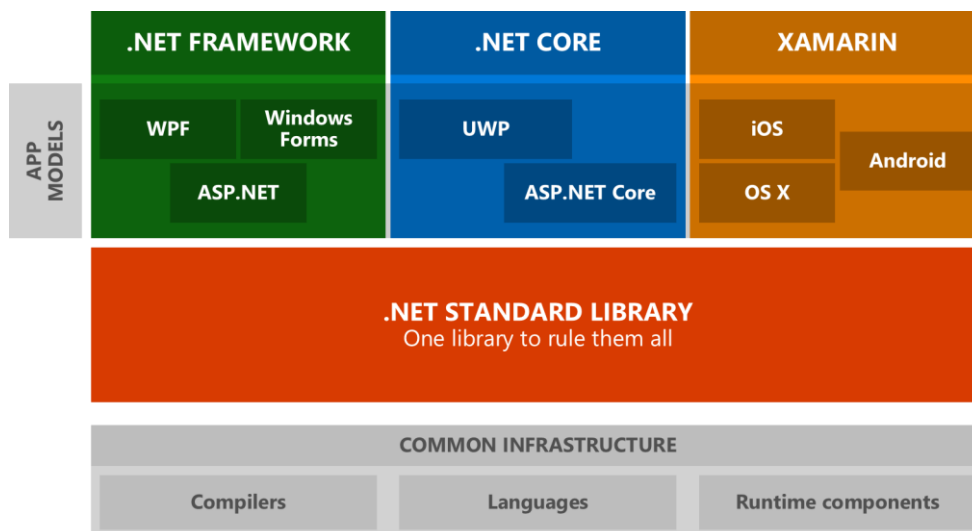 .NET FRAMEWORK
.NET CORE
XAMARIN
APP
MODELS
WPF
Windows
Forms
ASP.NET
UWP
ASP.NET Core
iOS
Android
OS X
.NET STANDARD LIBRARY
One library to rule them all
COMMON INFRASTRUCTURE
Compilers
Languages
Runtime components